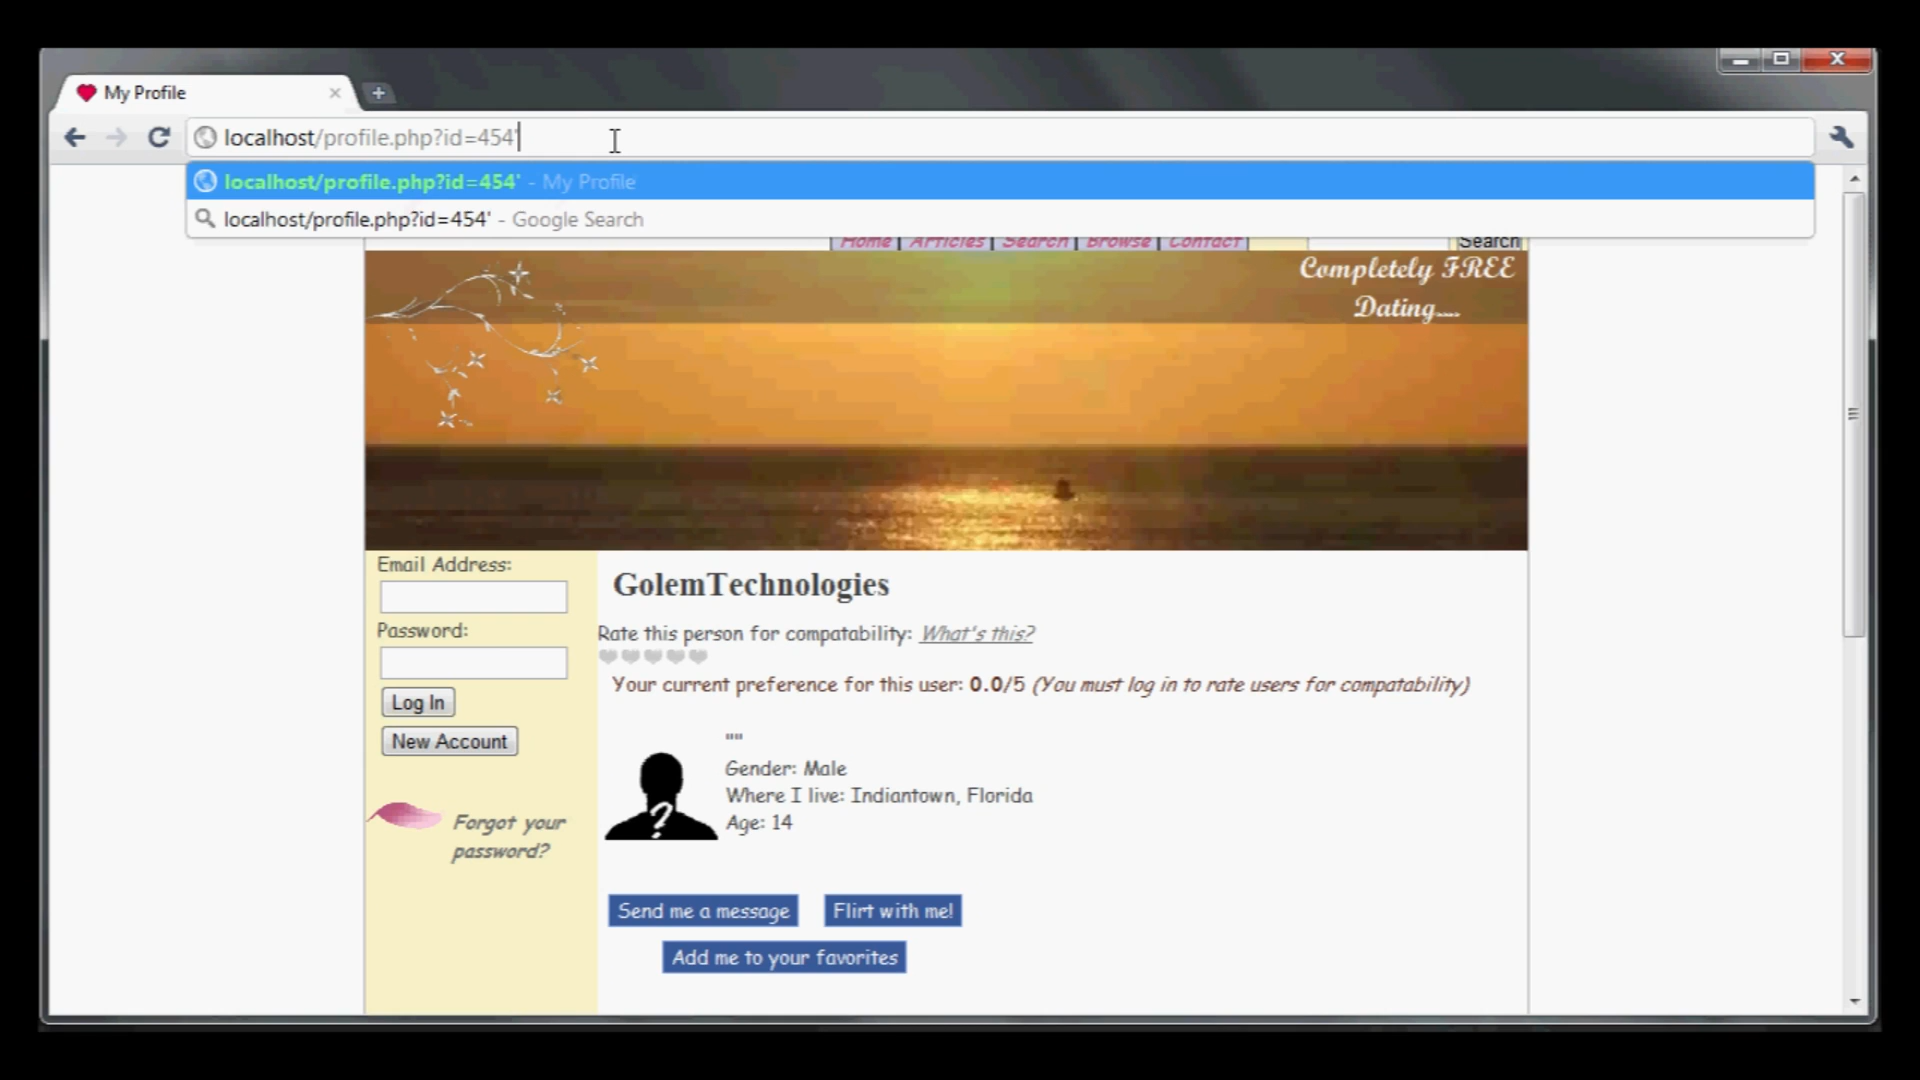 My Profile
localhost/profile.php?id=454'
localhost/profile.php?id=454' - My Profile
localhost/profile.php?id=454' - Google Search
Home | Articles | Search | Browse | Contact
Search
Completely FREE
Dating....
Email Address:
Password:
Log In
New Account
Forgot your
password?
GolemTechnologies
Rate this person for compatability: What's this?
Your current preference for this user: 0.0/5 (You must log in to rate users for compatability)
""
Gender: Male
Where I live: Indiantown, Florida
Age: 14
?
Send me a message
Flirt with me!
Add me to your favorites